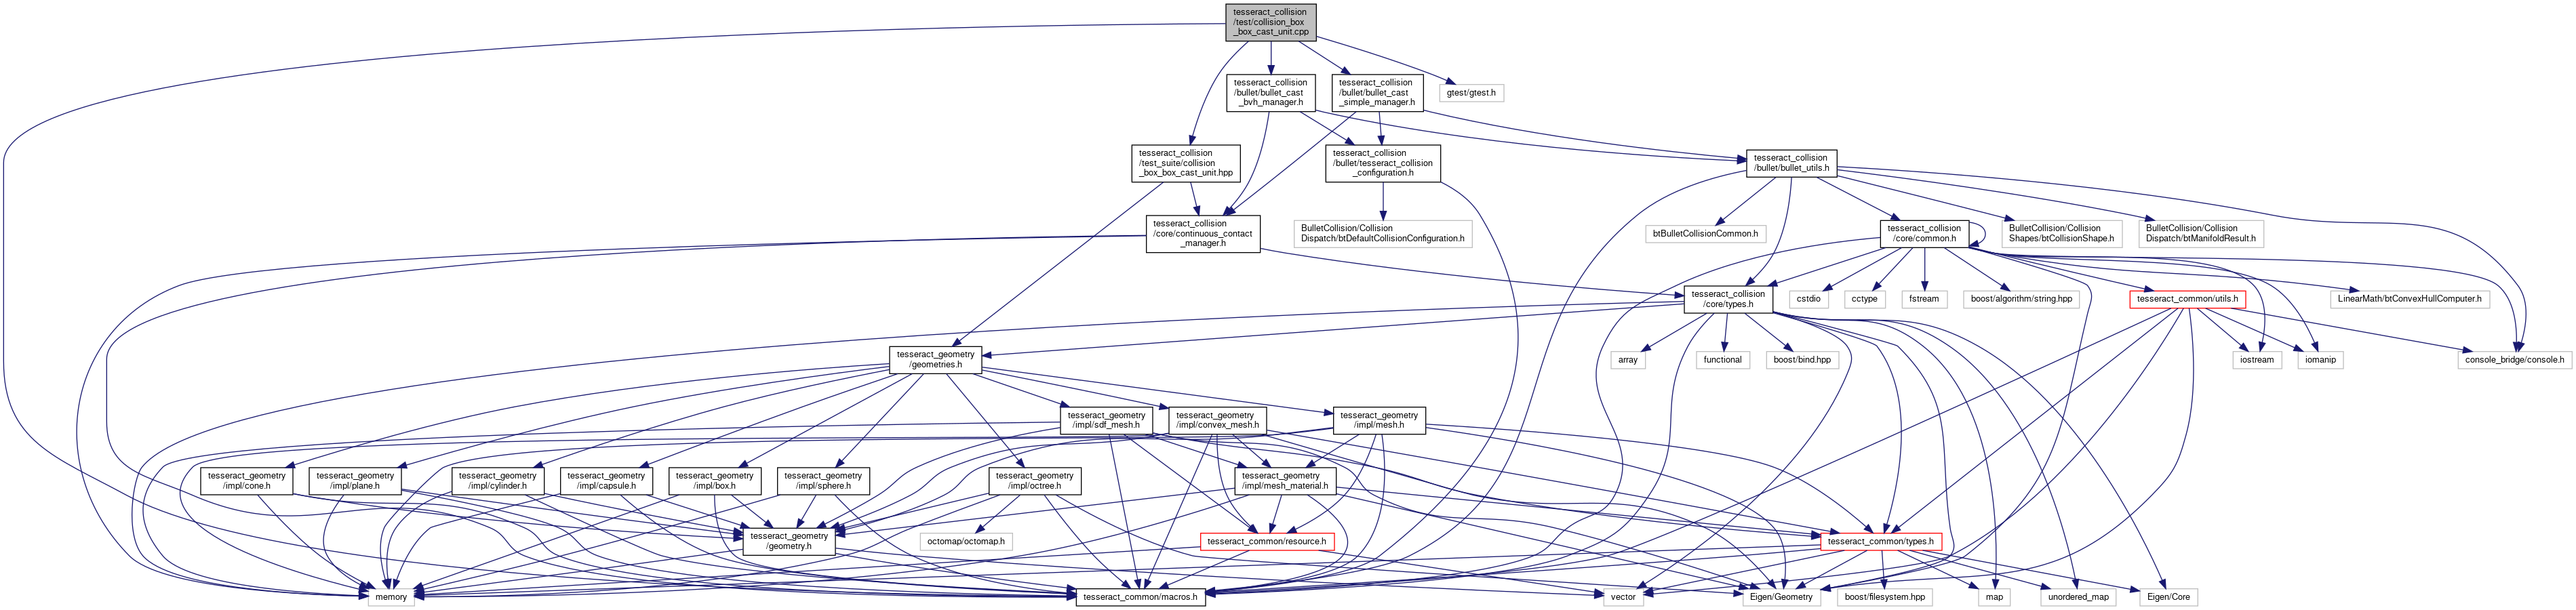 tesseract_collision
/test/collision_box
_box_cast_unit.cpp
tesseract_collision
/bullet/bullet_cast
_bvh_manager.h
tesseract_collision
/bullet/bullet_cast
_simple_manager.h
gtest/gtest.h
tesseract_collision
/test_suite/collision
_box_box_cast_unit.hpp
tesseract_collision
/bullet/tesseract_collision
_configuration.h
tesseract_collision
/bullet/bullet_utils.h
tesseract_collision
/core/continuous_contact
_manager.h
BulletCollision/Collision
Dispatch/btDefaultCollisionConfiguration.h
btBulletCollisionCommon.h
tesseract_collision
/core/common.h
BulletCollision/Collision
Shapes/btCollisionShape.h
BulletCollision/Collision
Dispatch/btManifoldResult.h
tesseract_collision
/core/types.h
cstdio
cctype
fstream
boost/algorithm/string.hpp
tesseract_common/utils.h
LinearMath/btConvexHullComputer.h
tesseract_geometry
/geometries.h
array
functional
boost/bind.hpp
iostream
iomanip
console_bridge/console.h
tesseract_geometry
/impl/sdf_mesh.h
tesseract_geometry
/impl/convex_mesh.h
tesseract_geometry
/impl/mesh.h
tesseract_geometry
/impl/cone.h
tesseract_geometry
/impl/plane.h
tesseract_geometry
/impl/cylinder.h
tesseract_geometry
/impl/capsule.h
tesseract_geometry
/impl/box.h
tesseract_geometry
/impl/sphere.h
tesseract_geometry
/impl/octree.h
tesseract_geometry
/impl/mesh_material.h
tesseract_geometry
/geometry.h
octomap/octomap.h
tesseract_common/resource.h
tesseract_common/types.h
memory
tesseract_common/macros.h
vector
Eigen/Geometry
boost/filesystem.hpp
map
unordered_map
Eigen/Core